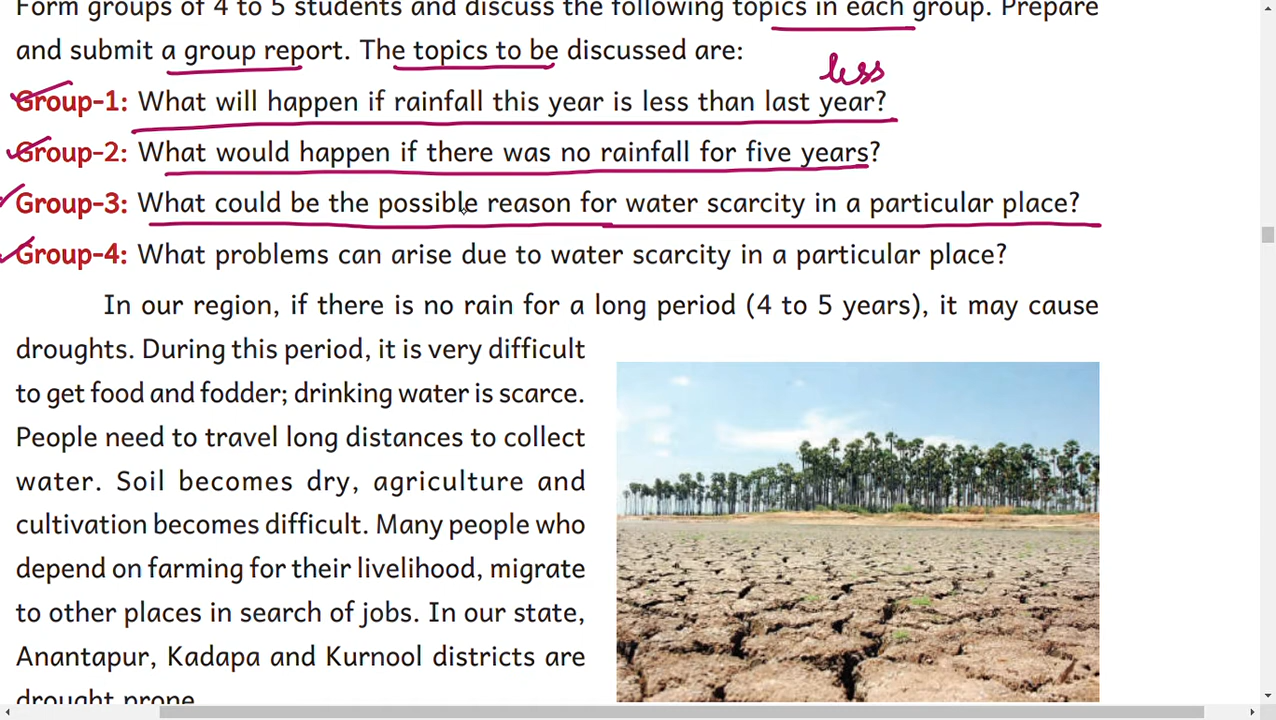 Form groups of 4 to 5 students and discuss the following topics in each group. Prepare
and submit a group report. The topics to be discussed are:
less
Group-1: What will happen if rainfall this year is less than last year?
Group-2: What would happen if there was no rainfall for five years?
Group-3: What could be the possible reason for water scarcity in a particular place?
Group-4: What problems can arise due to water scarcity in a particular place?
In our region, if there is no rain for a long period (4 to 5 years), it may cause
droughts. During this period, it is very difficult
to get food and fodder; drinking water is scarce.
People need to travel long distances to collect
water. Soil becomes dry, agriculture and
cultivation becomes difficult. Many people who
depend on farming for their livelihood, migrate
to other places in search of jobs. In our state,
Anantapur, Kadapa and Kurnool districts are
drought prone